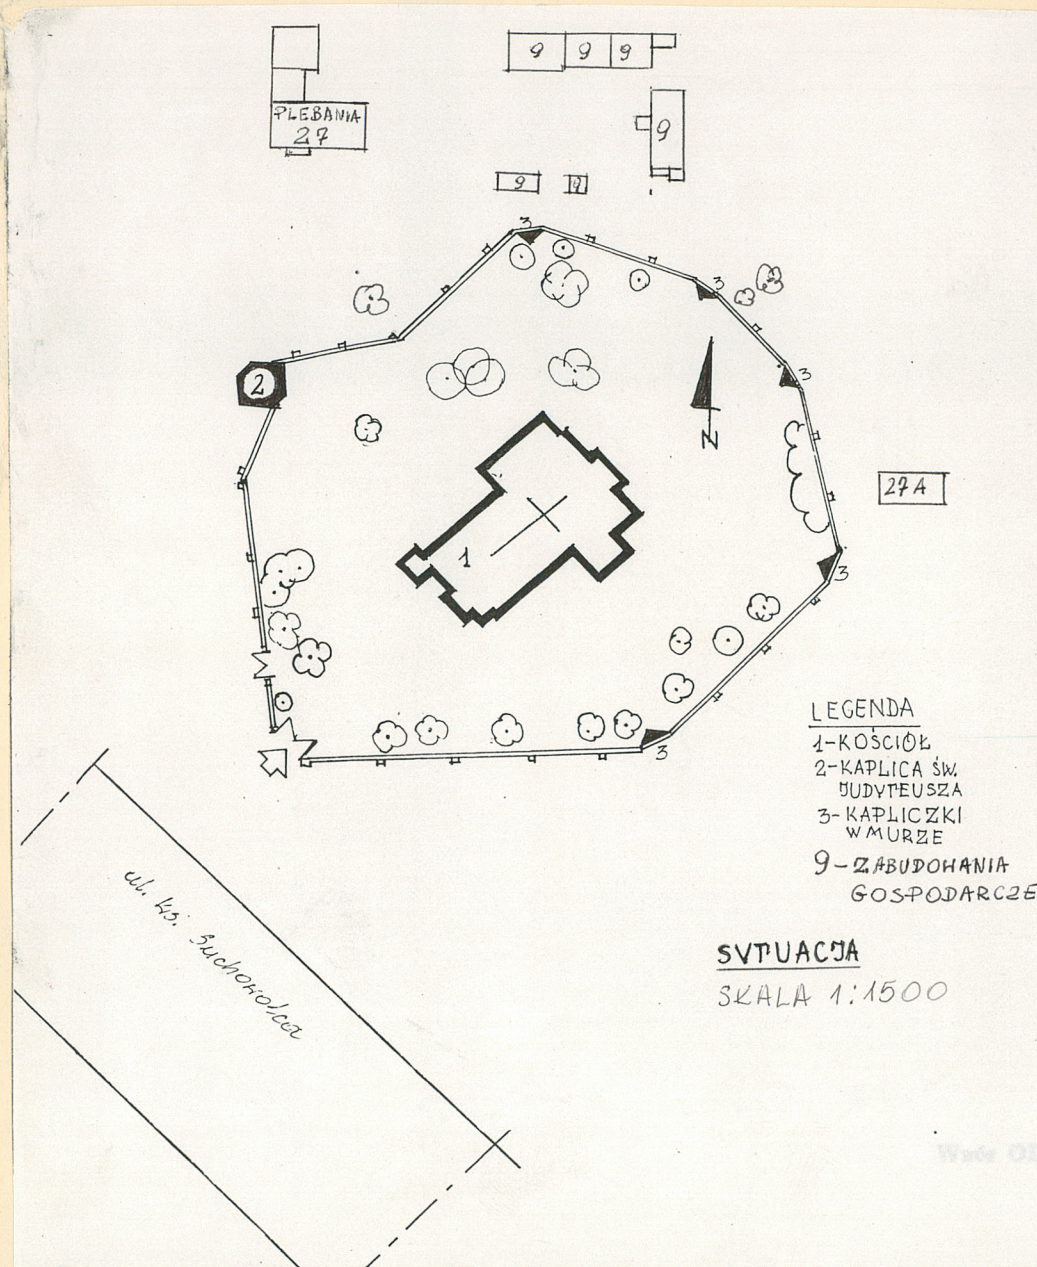 9 9 9
PLEBANIA
27
9
9 9
3
3
2
3
N
27A
1
3
3
LEGENDA
1-KOŚCIÓŁ
2-KAPLICA ŚW.
JUDYTEUSZA
3-KAPLICZKI
W MURZE
9-ZABUDOWANIA
GOSPODARCZE
SYTUACJA
SKALA 1:1500
ul. ks. Suchowolca